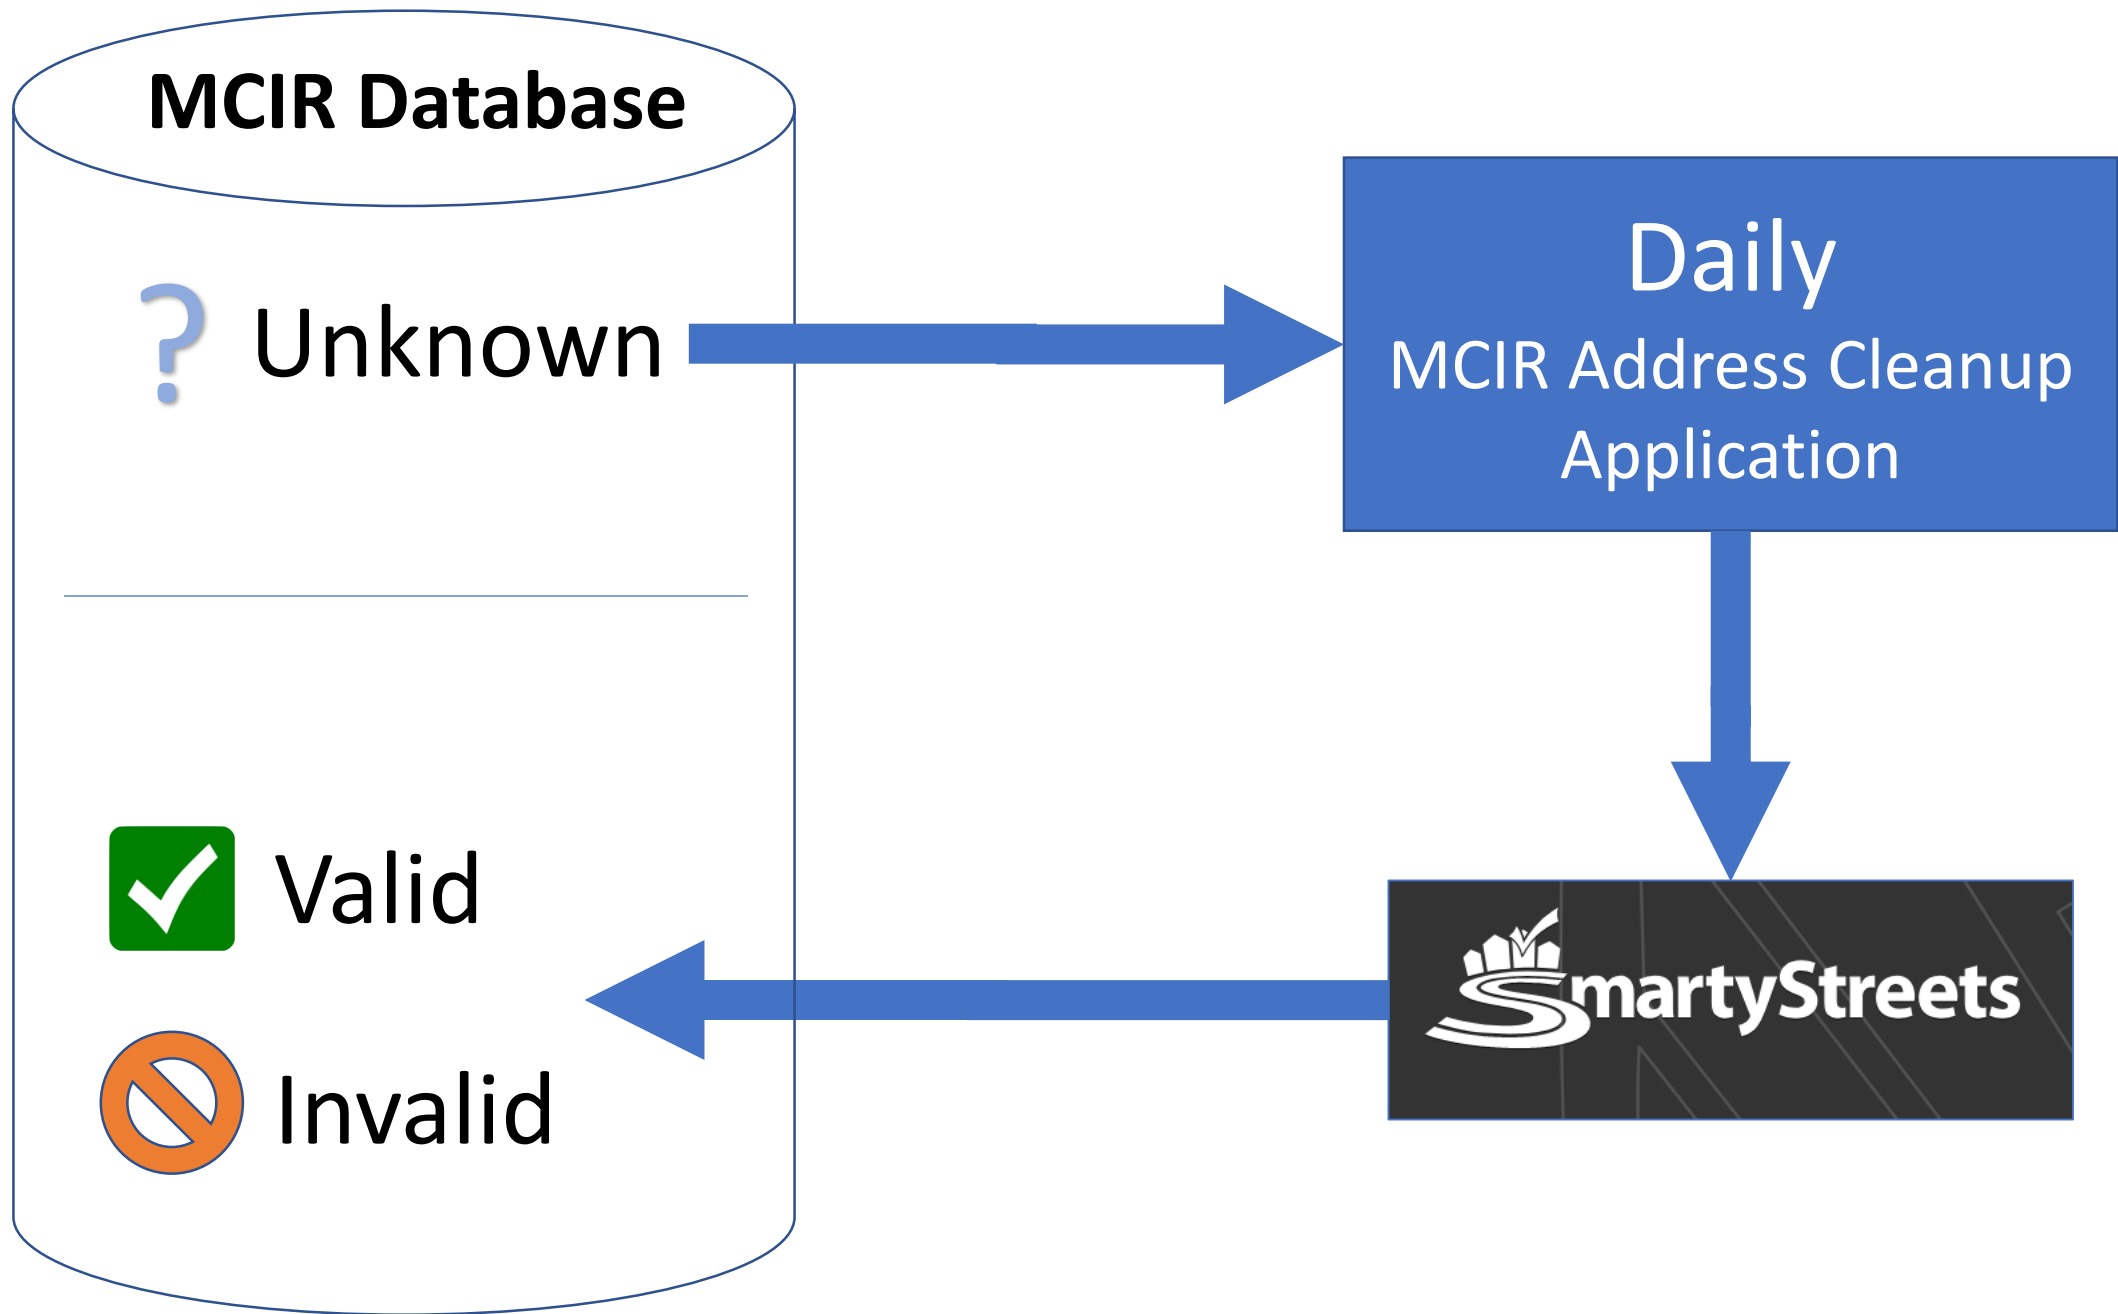 MCIR Database
? Unknown
Daily
MCIR Address Cleanup
Application
Valid
SmartyStreets
Invalid